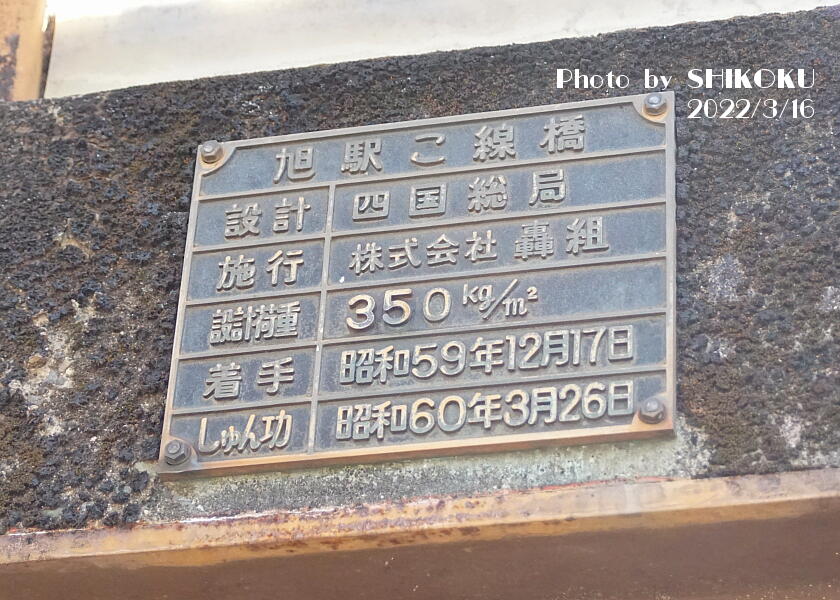 Photo by SHIKOKU
2022/3/16
旭駅こ線橋
設計 四国総局
施行 株式会社 轟組
設計荷重 350kg/m²
着手 昭和59年12月17日
しゅん功 昭和60年3月26日